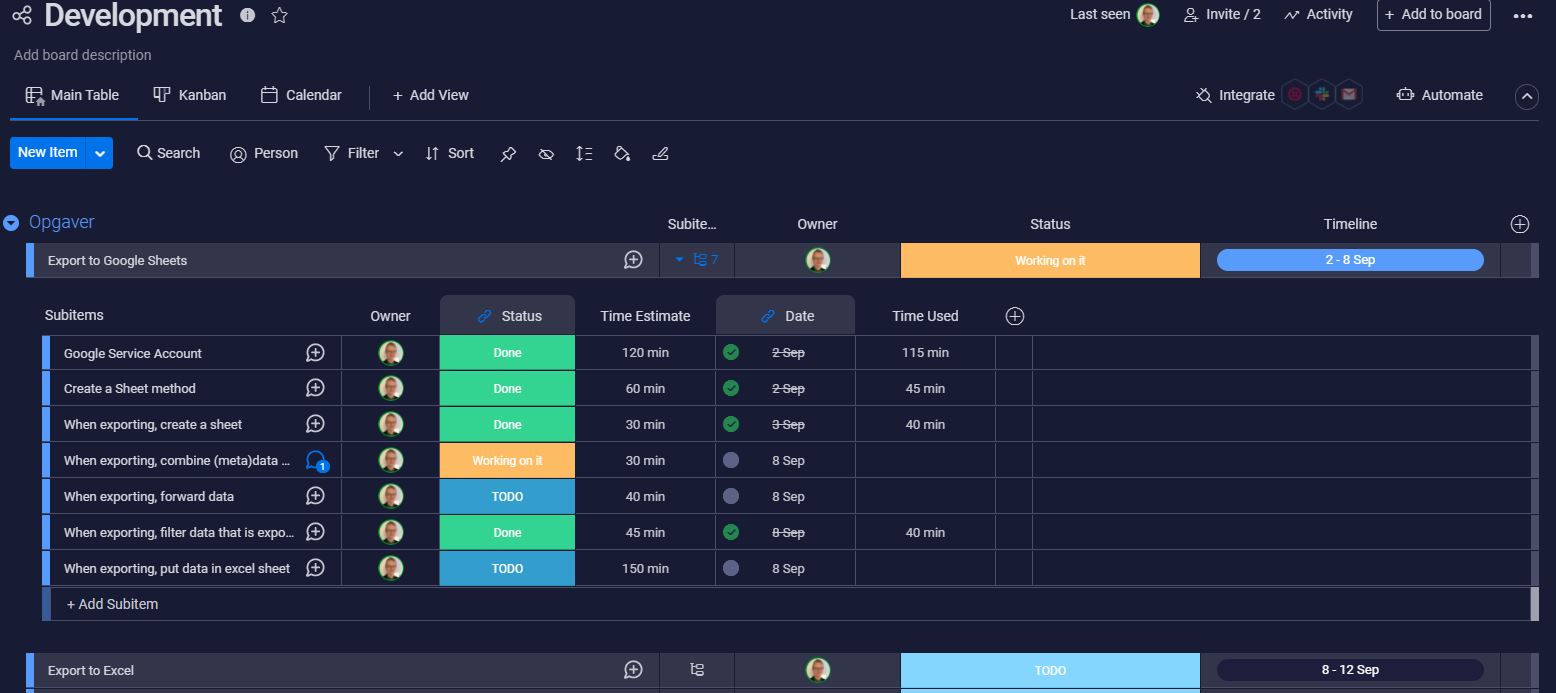 Development
Last seen Invite / 2 Activity + Add to board
Add board description
Main Table Kanban Calendar + Add View Integrate Automate
New Item Search Person Filter Sort
Opgaver Subite... Owner Status Timeline
Export to Google Sheets 7 Working on it 2 - 8 Sep
Subitems Owner Status Time Estimate Date Time Used
Google Service Account Done 120 min 2 Sep 115 min
Create a Sheet method Done 60 min 2 Sep 45 min
When exporting, create a sheet Done 30 min 3 Sep 40 min
When exporting, combine (meta)data ... 1 Working on it 30 min 8 Sep
When exporting, forward data TODO 40 min 8 Sep
When exporting, filter data that is expo... Done 45 min 8 Sep 40 min
When exporting, put data in excel sheet TODO 150 min 8 Sep
+ Add Subitem
Export to Excel TODO 8 - 12 Sep